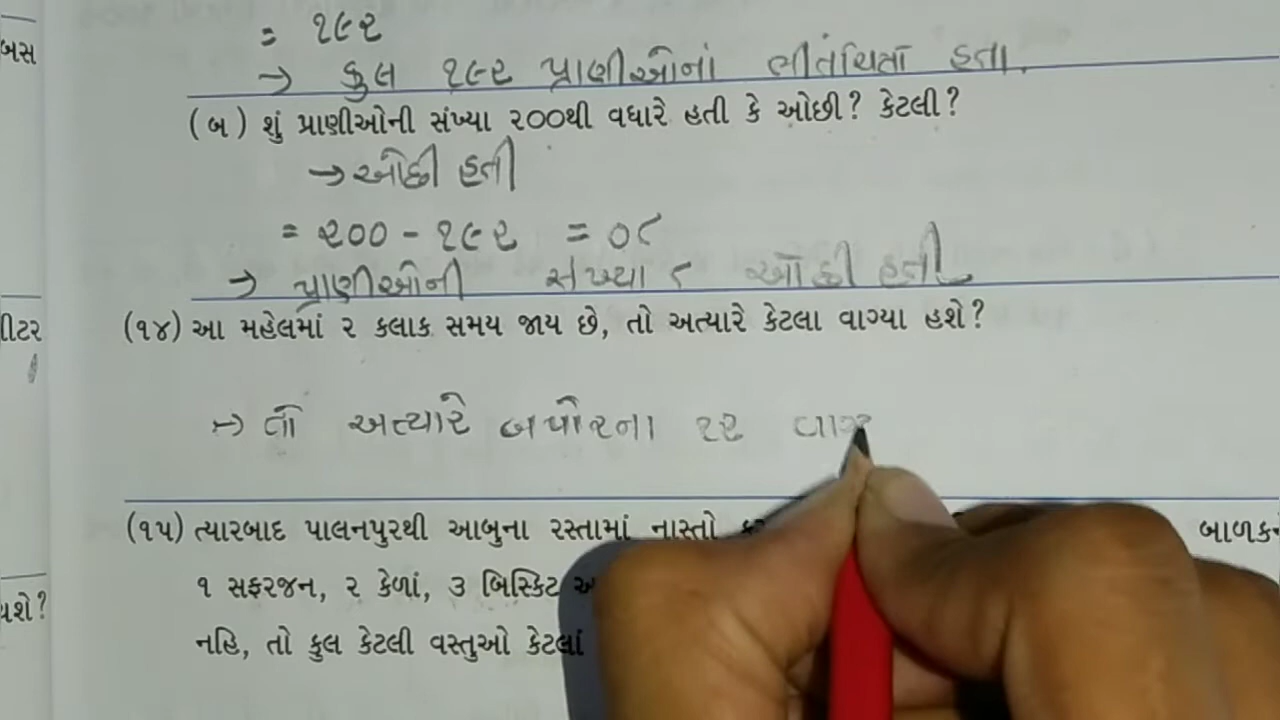 = ૧૯૨
બસ
→ કુલ ૧૯૨ પ્રાણીઓનાં ભીતચિત્રો હતા.
(બ) શું પ્રાણીઓની સંખ્યા ૨૦૦થી વધારે હતી કે ઓછી? કેટલી?
→ ઓછી હતી
= ૨૦૦ - ૧૯૨ = ૦૮
→ પ્રાણીઓની સંખ્યા ૮ ઓછી હતી
(૧૪) આ મહેલમાં ૨ કલાક સમય જાય છે, તો અત્યારે કેટલા વાગ્યા હશે?
→ તો અત્યારે બપોરના ૧૨
(૧૫) ત્યારબાદ પાલનપુરથી આબુના રસ્તામાં નાસ્તો
૧ સફરજન, ૨ કેળાં, ૩ બિસ્કિટ
નહિ, તો કુલ કેટલી વસ્તુઓ કેટલાં